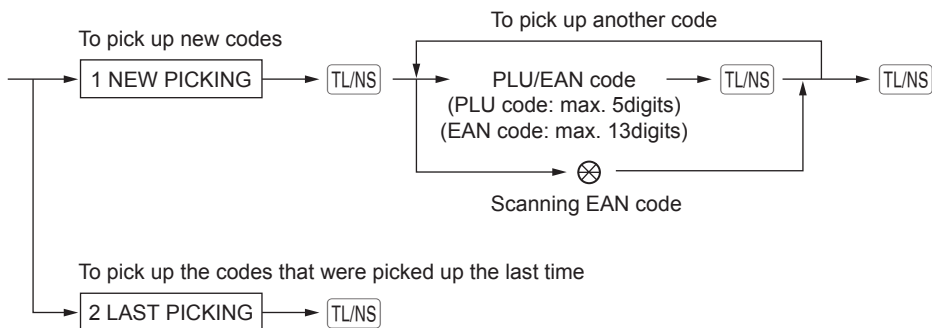 To pick up another code
To pick up new codes
1 NEW PICKING
TL/NS
PLU/EAN code
TL/NS
TL/NS
(PLU code: max. 5digits)
(EAN code: max. 13digits)
Scanning EAN code
To pick up the codes that were picked up the last time
2 LAST PICKING
TL/NS